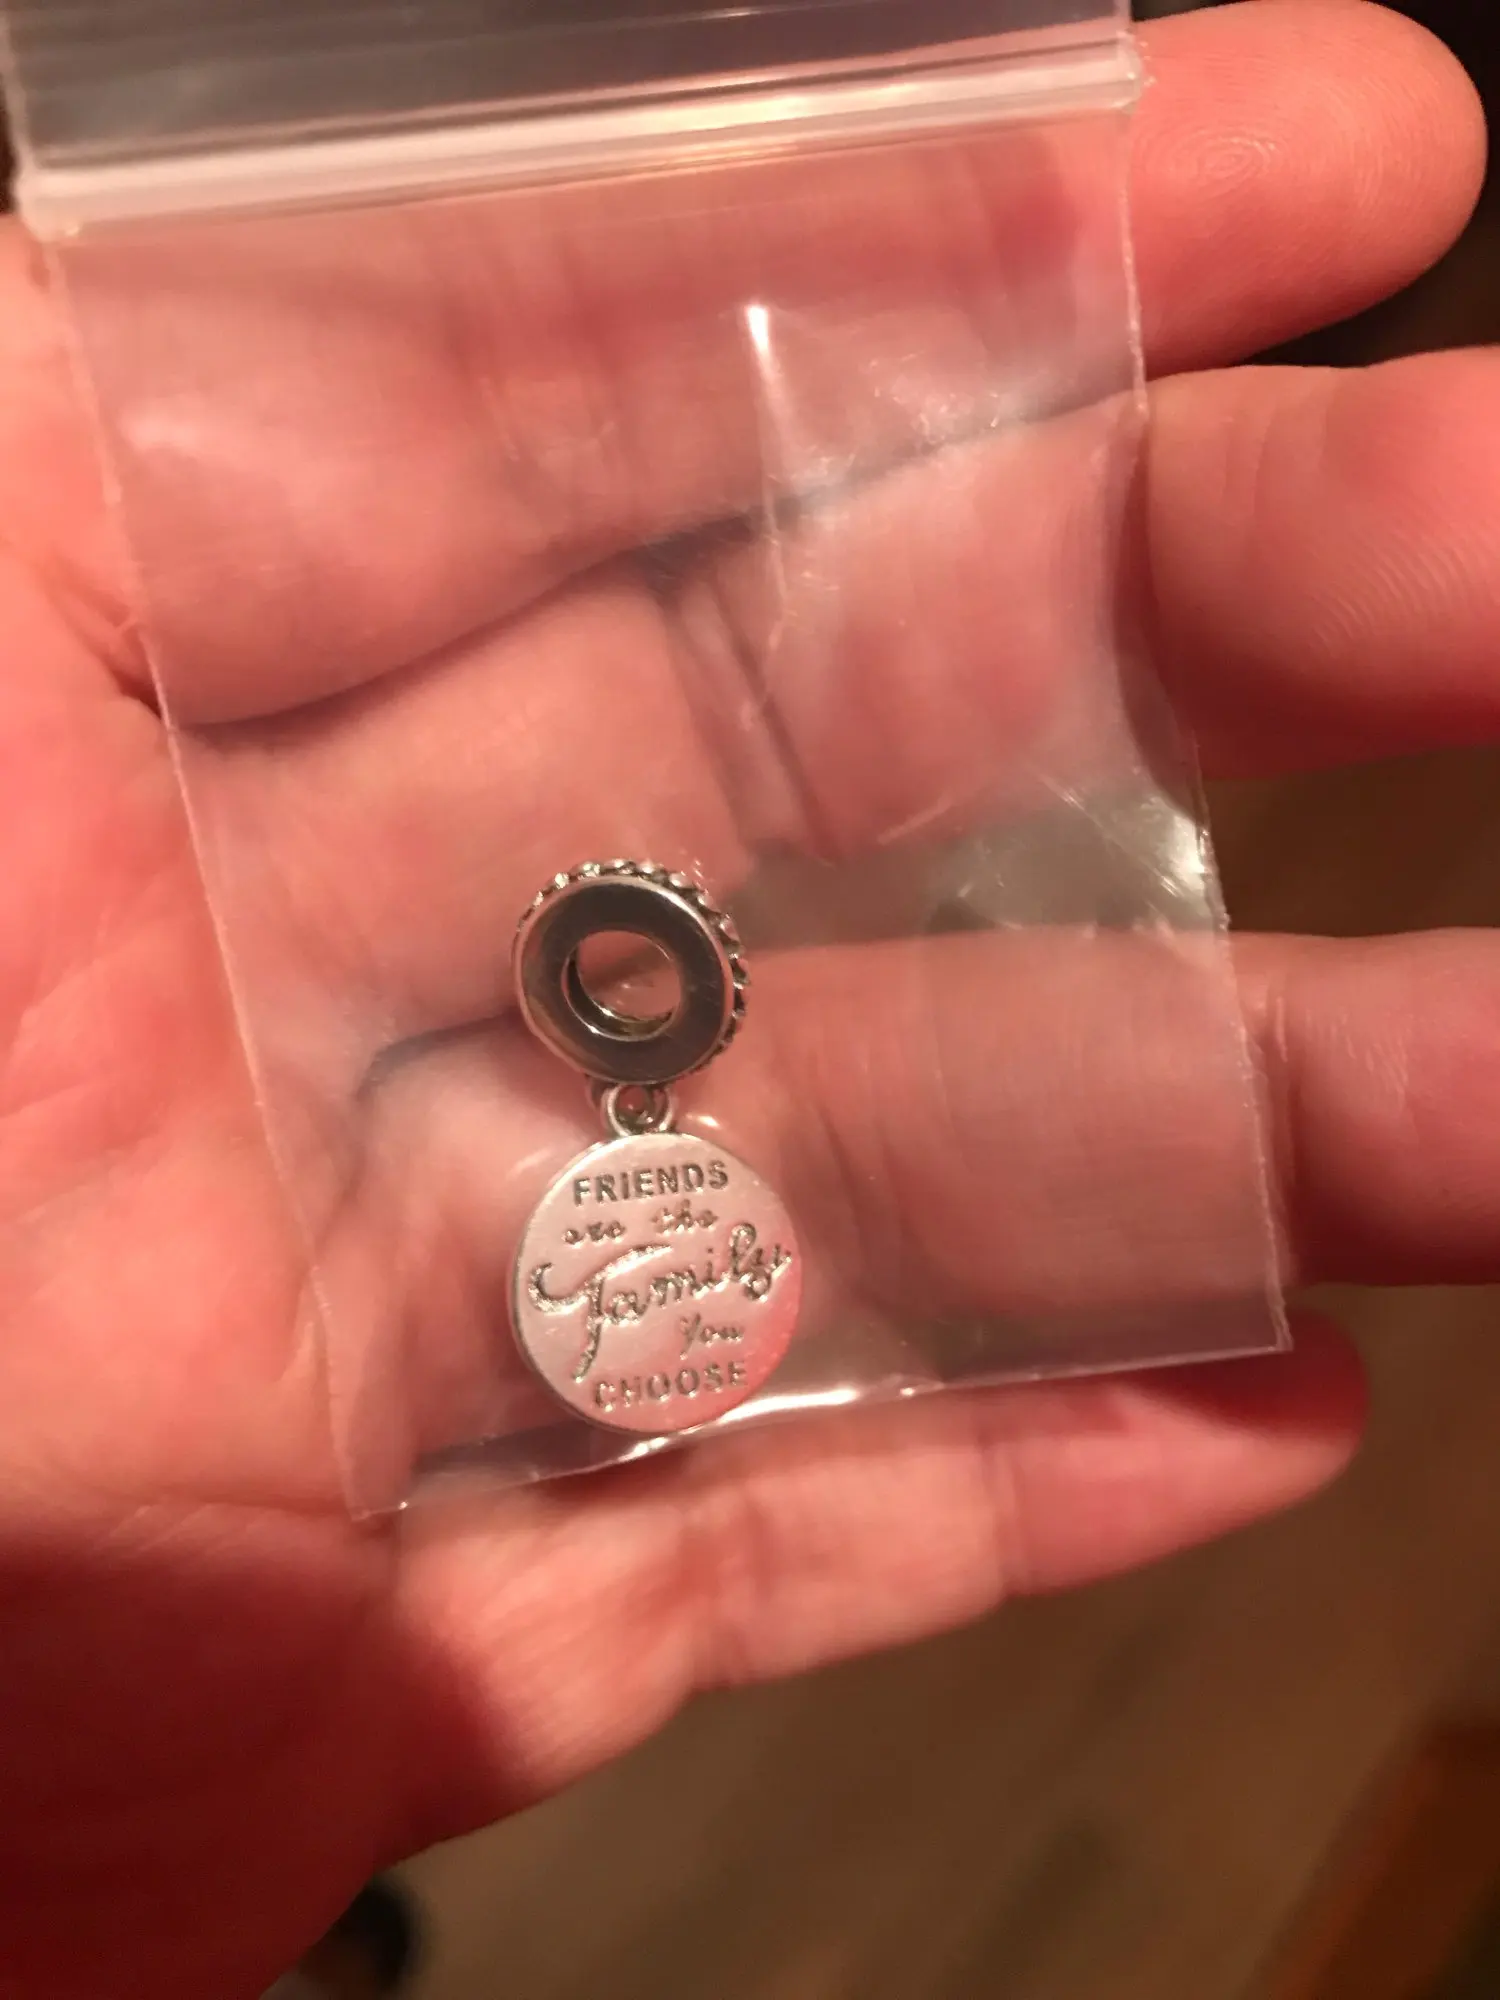 FRIENDS
are the
Family
You
CHOOSE